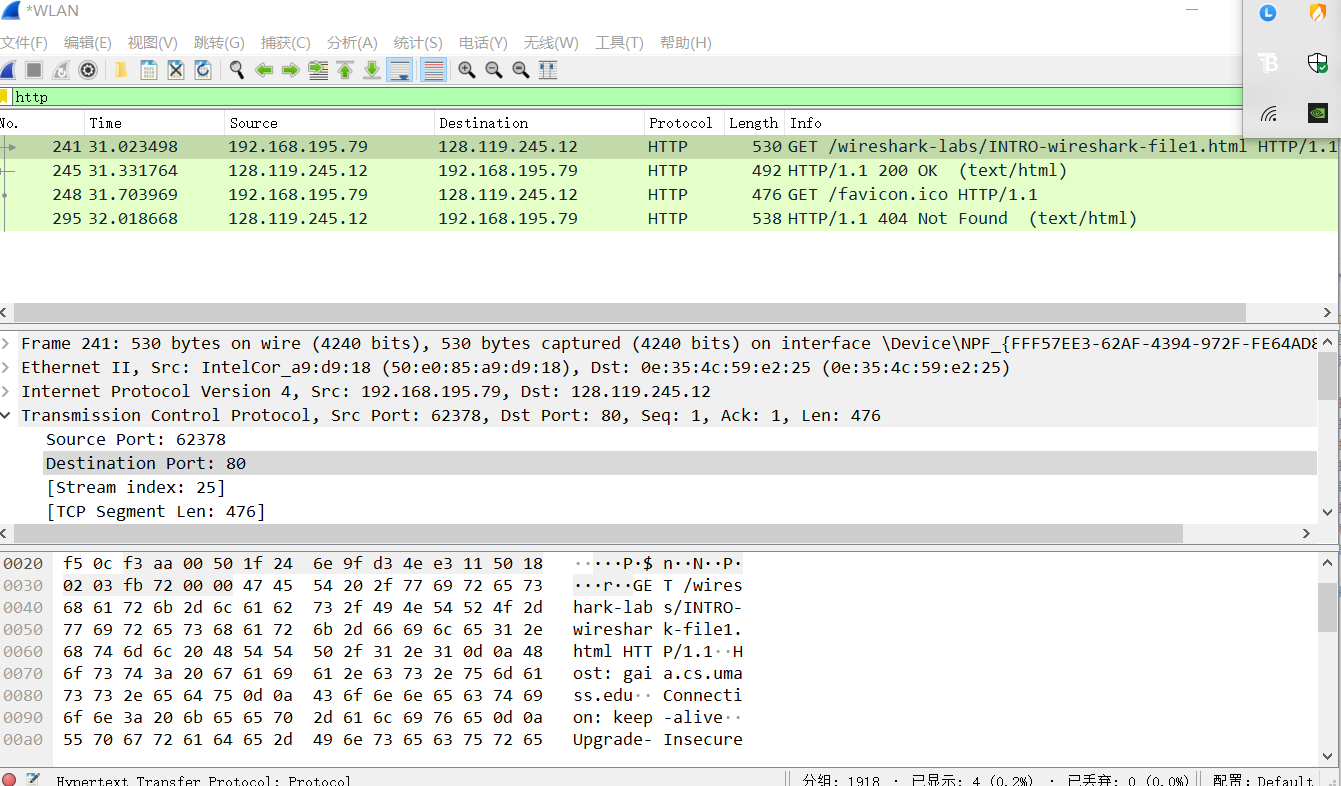 *WLAN
文件(F) 编辑(E) 视图(V) 跳转(G) 捕获(C) 分析(A) 统计(S) 电话(Y) 无线(W) 工具(T) 帮助(H)
http
No. Time Source Destination Protocol Length Info
241 31.023498 192.168.195.79 128.119.245.12 HTTP 530 GET /wireshark-labs/INTRO-wireshark-file1.html HTTP/1.1
245 31.331764 128.119.245.12 192.168.195.79 HTTP 492 HTTP/1.1 200 OK (text/html)
248 31.703969 192.168.195.79 128.119.245.12 HTTP 476 GET /favicon.ico HTTP/1.1
295 32.018668 128.119.245.12 192.168.195.79 HTTP 538 HTTP/1.1 404 Not Found (text/html)
Frame 241: 530 bytes on wire (4240 bits), 530 bytes captured (4240 bits) on interface \Device\NPF_{FFF57EE3-62AF-4394-972F-FE64AD8
Ethernet II, Src: IntelCor_a9:d9:18 (50:e0:85:a9:d9:18), Dst: 0e:35:4c:59:e2:25 (0e:35:4c:59:e2:25)
Internet Protocol Version 4, Src: 192.168.195.79, Dst: 128.119.245.12
Transmission Control Protocol, Src Port: 62378, Dst Port: 80, Seq: 1, Ack: 1, Len: 476
Source Port: 62378
Destination Port: 80
[Stream index: 25]
[TCP Segment Len: 476]
0020 f5 0c f3 aa 00 50 1f 24 6e 9f d3 4e e3 11 50 18 ·····P·$ n··N··P·
0030 02 03 fb 72 00 00 47 45 54 20 2f 77 69 72 65 73 ···r··GE T /wires
0040 68 61 72 6b 2d 6c 61 62 73 2f 49 4e 54 52 4f 2d hark-lab s/INTRO-
0050 77 69 72 65 73 68 61 72 6b 2d 66 69 6c 65 31 2e wireshar k-file1.
0060 68 74 6d 6c 20 48 54 54 50 2f 31 2e 31 0d 0a 48 html HTT P/1.1··H
0070 6f 73 74 3a 20 67 61 69 61 2e 63 73 2e 75 6d 61 ost: gai a.cs.uma
0080 73 73 2e 65 64 75 0d 0a 43 6f 6e 6e 65 63 74 69 ss.edu·· Connecti
0090 6f 6e 3a 20 6b 65 65 70 2d 61 6c 69 76 65 0d 0a on: keep -alive··
00a0 55 70 67 72 61 64 65 2d 49 6e 73 65 63 75 72 65 Upgrade- Insecure
Hypertext Transfer Protocol: Protocol 分组: 1918 · 已显示: 4 (0.2%) · 已丢弃: 0 (0.0%) 配置: Default